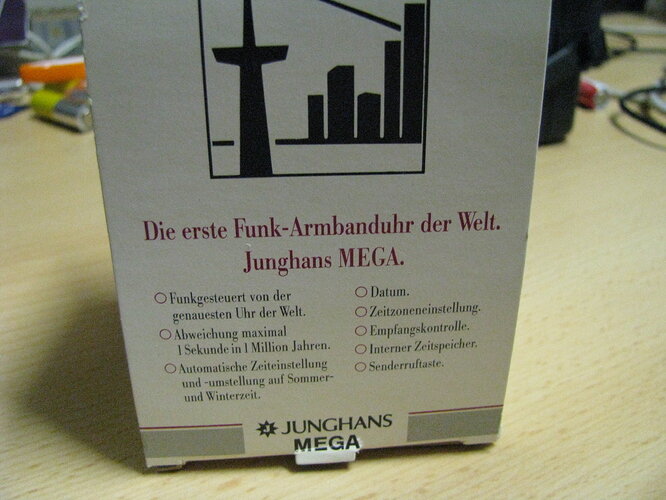 Die erste Funk-Armbanduhr der Welt.
Junghans MEGA.
Funkgesteuert von der
genauesten Uhr der Welt.
Abweichung maximal
1 Sekunde in 1 Million Jahren.
Automatische Zeiteinstellung
und -umstellung auf Sommer-
und Winterzeit.
Datum.
Zeitzoneneinstellung.
Empfangskontrolle.
Interner Zeitspeicher.
Senderruftaste.
JUNGHANS
MEGA